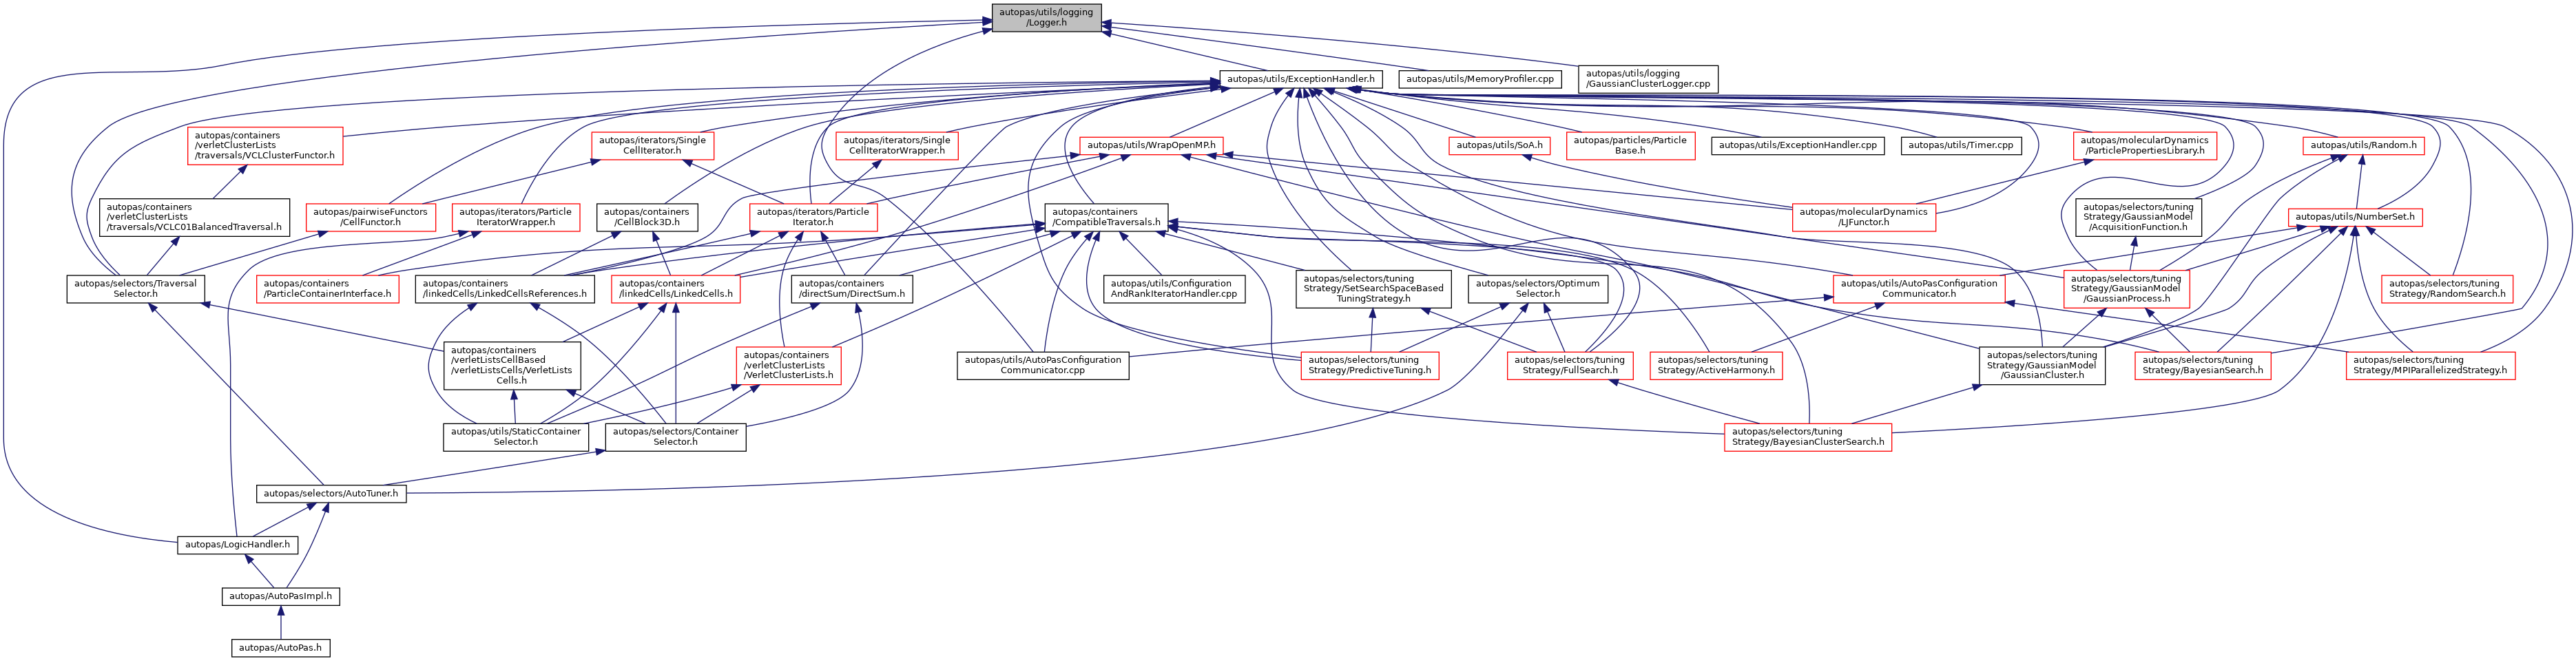 autopas/utils/logging
/Logger.h
autopas/utils/ExceptionHandler.h
autopas/utils/MemoryProfiler.cpp
autopas/utils/logging
/GaussianClusterLogger.cpp
autopas/containers
/verletClusterLists
/traversals/VCLClusterFunctor.h
autopas/iterators/Single
CellIterator.h
autopas/iterators/Single
CellIteratorWrapper.h
autopas/utils/WrapOpenMP.h
autopas/utils/SoA.h
autopas/particles/Particle
Base.h
autopas/utils/ExceptionHandler.cpp
autopas/utils/Timer.cpp
autopas/molecularDynamics
/ParticlePropertiesLibrary.h
autopas/utils/Random.h
autopas/containers
/verletClusterLists
/traversals/VCLC01BalancedTraversal.h
autopas/pairwiseFunctors
/CellFunctor.h
autopas/iterators/Particle
IteratorWrapper.h
autopas/containers
/CellBlock3D.h
autopas/iterators/Particle
Iterator.h
autopas/containers
/CompatibleTraversals.h
autopas/molecularDynamics
/LJFunctor.h
autopas/selectors/tuning
Strategy/GaussianModel
/AcquisitionFunction.h
autopas/utils/NumberSet.h
autopas/selectors/Traversal
Selector.h
autopas/containers
/ParticleContainerInterface.h
autopas/containers
/linkedCells/LinkedCellsReferences.h
autopas/containers
/linkedCells/LinkedCells.h
autopas/containers
/directSum/DirectSum.h
autopas/utils/Configuration
AndRankIteratorHandler.cpp
autopas/selectors/tuning
Strategy/SetSearchSpaceBased
TuningStrategy.h
autopas/selectors/Optimum
Selector.h
autopas/utils/AutoPasConfiguration
Communicator.h
autopas/selectors/tuning
Strategy/GaussianModel
/GaussianProcess.h
autopas/selectors/tuning
Strategy/RandomSearch.h
autopas/containers
/verletListsCellBased
/verletListsCells/VerletLists
Cells.h
autopas/containers
/verletClusterLists
/VerletClusterLists.h
autopas/utils/AutoPasConfiguration
Communicator.cpp
autopas/selectors/tuning
Strategy/PredictiveTuning.h
autopas/selectors/tuning
Strategy/FullSearch.h
autopas/selectors/tuning
Strategy/ActiveHarmony.h
autopas/selectors/tuning
Strategy/GaussianModel
/GaussianCluster.h
autopas/selectors/tuning
Strategy/BayesianSearch.h
autopas/selectors/tuning
Strategy/MPIParallelizedStrategy.h
autopas/utils/StaticContainer
Selector.h
autopas/selectors/Container
Selector.h
autopas/selectors/tuning
Strategy/BayesianClusterSearch.h
autopas/selectors/AutoTuner.h
autopas/LogicHandler.h
autopas/AutoPasImpl.h
autopas/AutoPas.h